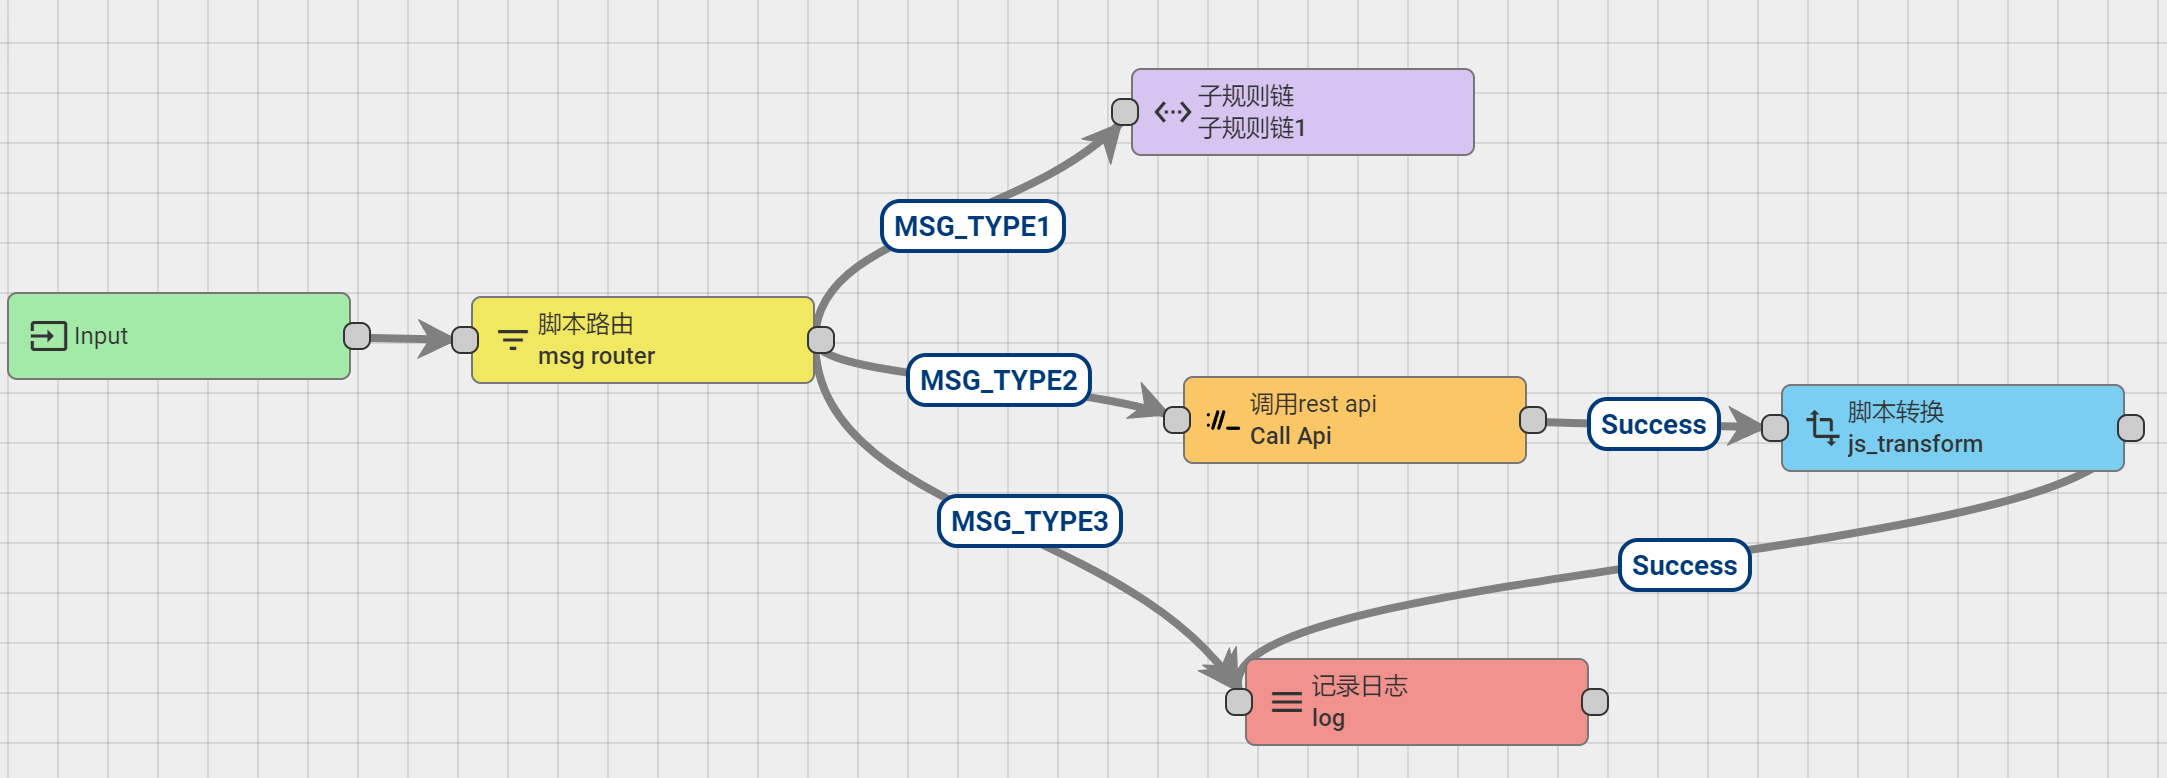 子规则链
子规则链1
MSG_TYPE1
Input
脚本路由
msg router
MSG_TYPE2
调用rest api
Call Api
Success
脚本转换
js_transform
MSG_TYPE3
Success
记录日志
log